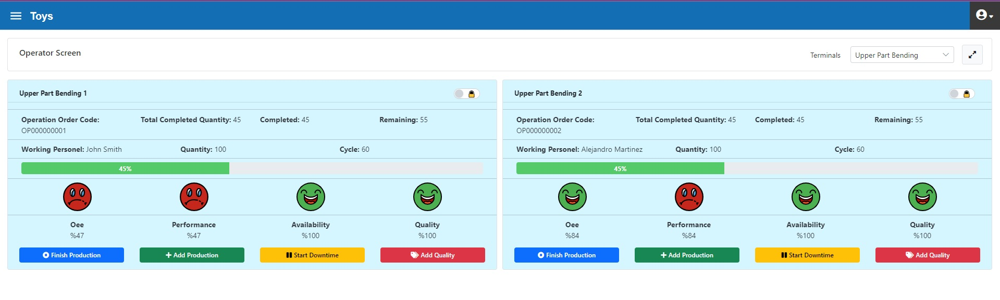 Toys
Operator Screen
Terminals Upper Part Bending
Upper Part Bending 1
Operation Order Code: Total Completed Quantity: 45 Completed: 45 Remaining: 55
OP000000001
Working Personel: John Smith Quantity: 100 Cycle: 60
45%
Oee Performance Availability Quality
%47 %47 %100 %100
Finish Production Add Production Start Downtime Add Quality
Upper Part Bending 2
Operation Order Code: Total Completed Quantity: 45 Completed: 45 Remaining: 55
OP000000002
Working Personel: Alejandro Martinez Quantity: 100 Cycle: 60
45%
Oee Performance Availability Quality
%84 %84 %100 %100
Finish Production Add Production Start Downtime Add Quality